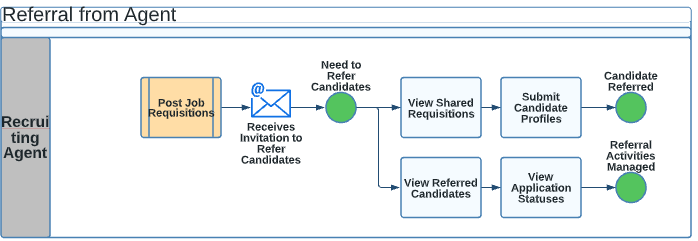 Referral from Agent
Recrui
ting
Agent
Post Job
Requisitions
@
Receives
Invitation to
Refer
Candidates
Need to
Refer
Candidates
View Shared
Requisitions
Submit
Candidate
Profiles
Candidate
Referred
View Referred
Candidates
View
Application
Statuses
Referral
Activities
Managed